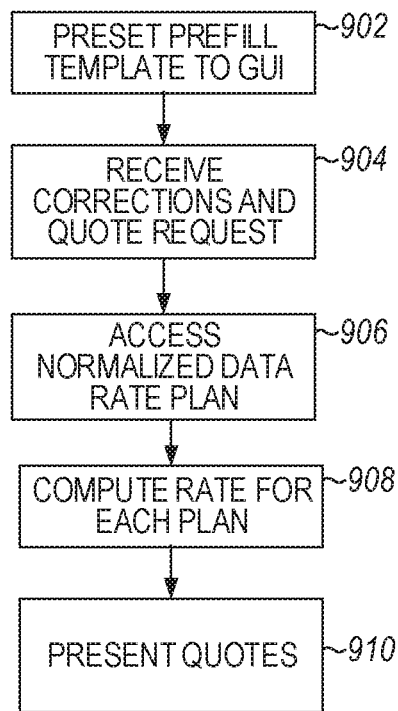 PRESET PREFILL
TEMPLATE TO GUI
902
RECEIVE
CORRECTIONS AND
QUOTE REQUEST
904
ACCESS
NORMALIZED DATA
RATE PLAN
906
COMPUTE RATE FOR
EACH PLAN
908
PRESENT QUOTES
910